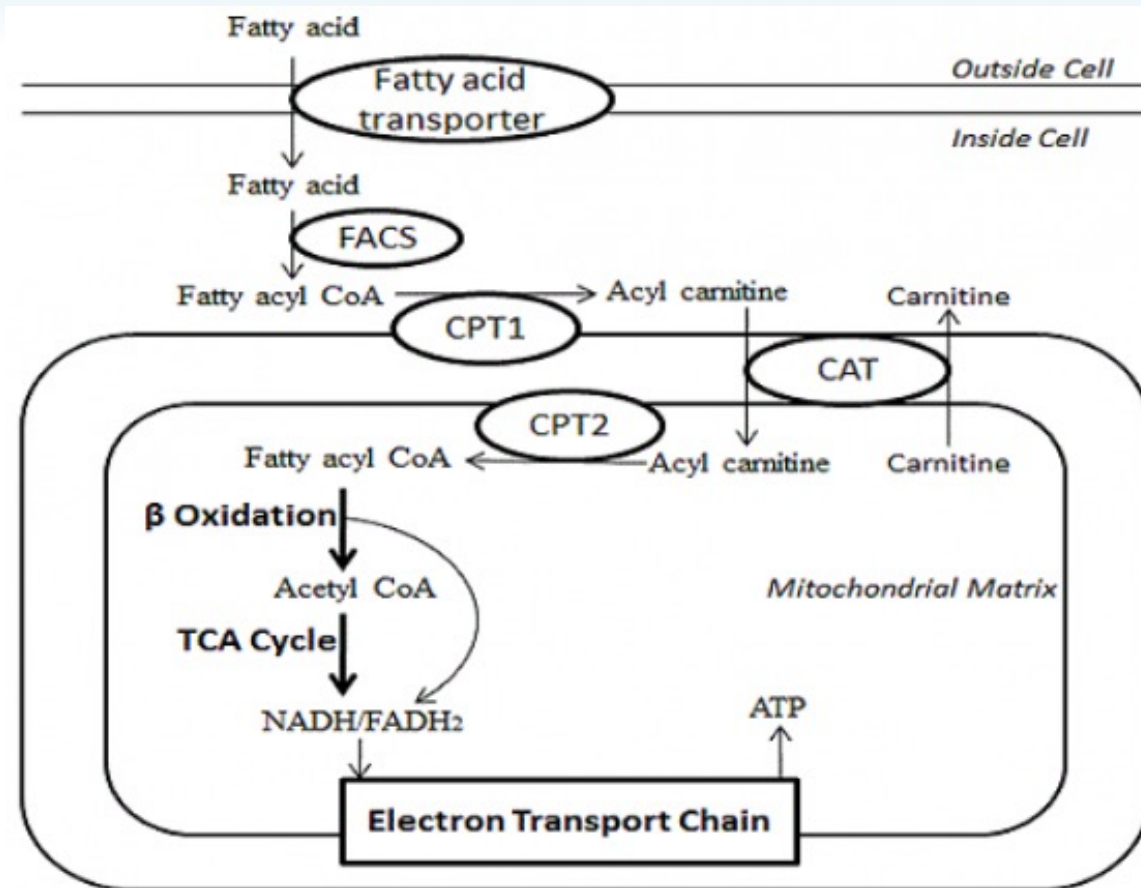 Fatty acid
Fatty acid
transporter
Outside Cell
Inside Cell
Fatty acid
FACS
Fatty acyl CoA
Acyl carnitine
Carnitine
CPT1
CAT
CPT2
Fatty acyl CoA
Acyl carnitine
Carnitine
β Oxidation
Acetyl CoA
Mitochondrial Matrix
TCA Cycle
NADH/FADH₂
ATP
Electron Transport Chain